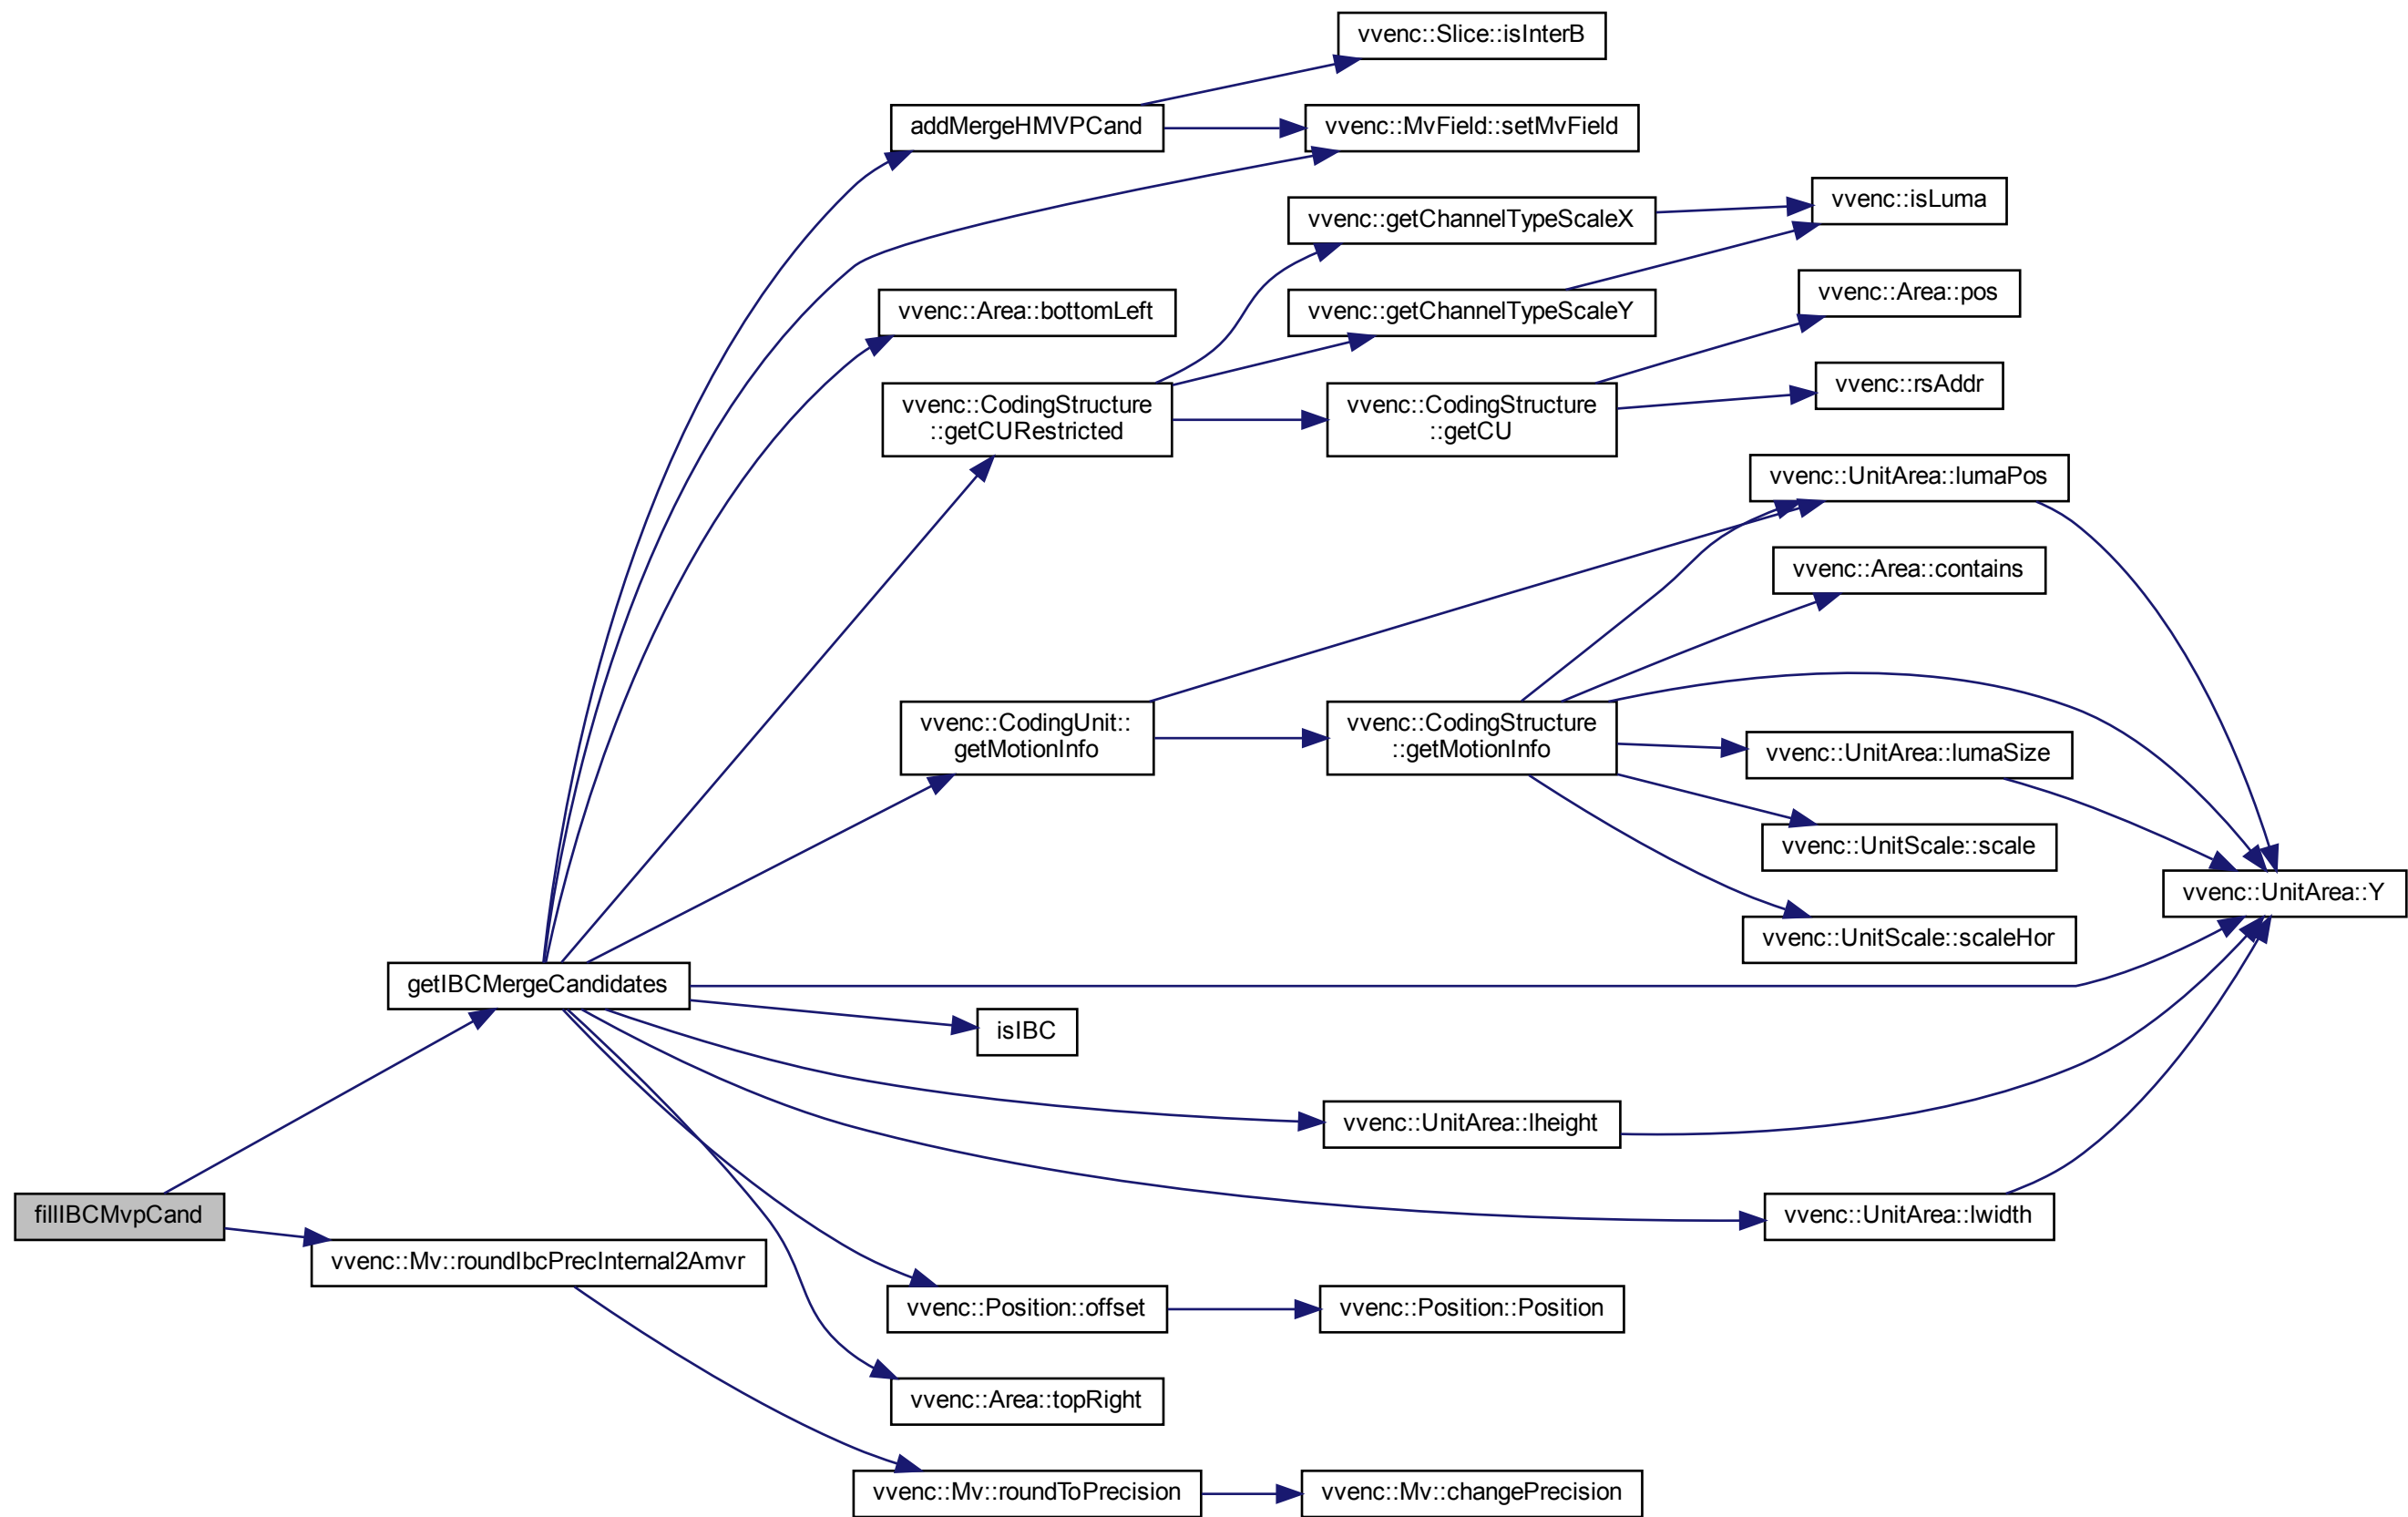 vvenc::Slice::isInterB
addMergeHMVPCand
vvenc::MvField::setMvField
vvenc::isLuma
vvenc::getChannelTypeScaleX
vvenc::Area::pos
vvenc::Area::bottomLeft
vvenc::getChannelTypeScaleY
vvenc::rsAddr
vvenc::CodingStructure
::getCURestricted
vvenc::CodingStructure
::getCU
vvenc::UnitArea::lumaPos
vvenc::Area::contains
vvenc::CodingUnit::
getMotionInfo
vvenc::CodingStructure
::getMotionInfo
vvenc::UnitArea::lumaSize
vvenc::UnitScale::scale
vvenc::UnitArea::Y
vvenc::UnitScale::scaleHor
getIBCMergeCandidates
isIBC
vvenc::UnitArea::lheight
fillIBCMvpCand
vvenc::UnitArea::lwidth
vvenc::Mv::roundIbcPrecInternal2Amvr
vvenc::Position::offset
vvenc::Position::Position
vvenc::Area::topRight
vvenc::Mv::roundToPrecision
vvenc::Mv::changePrecision